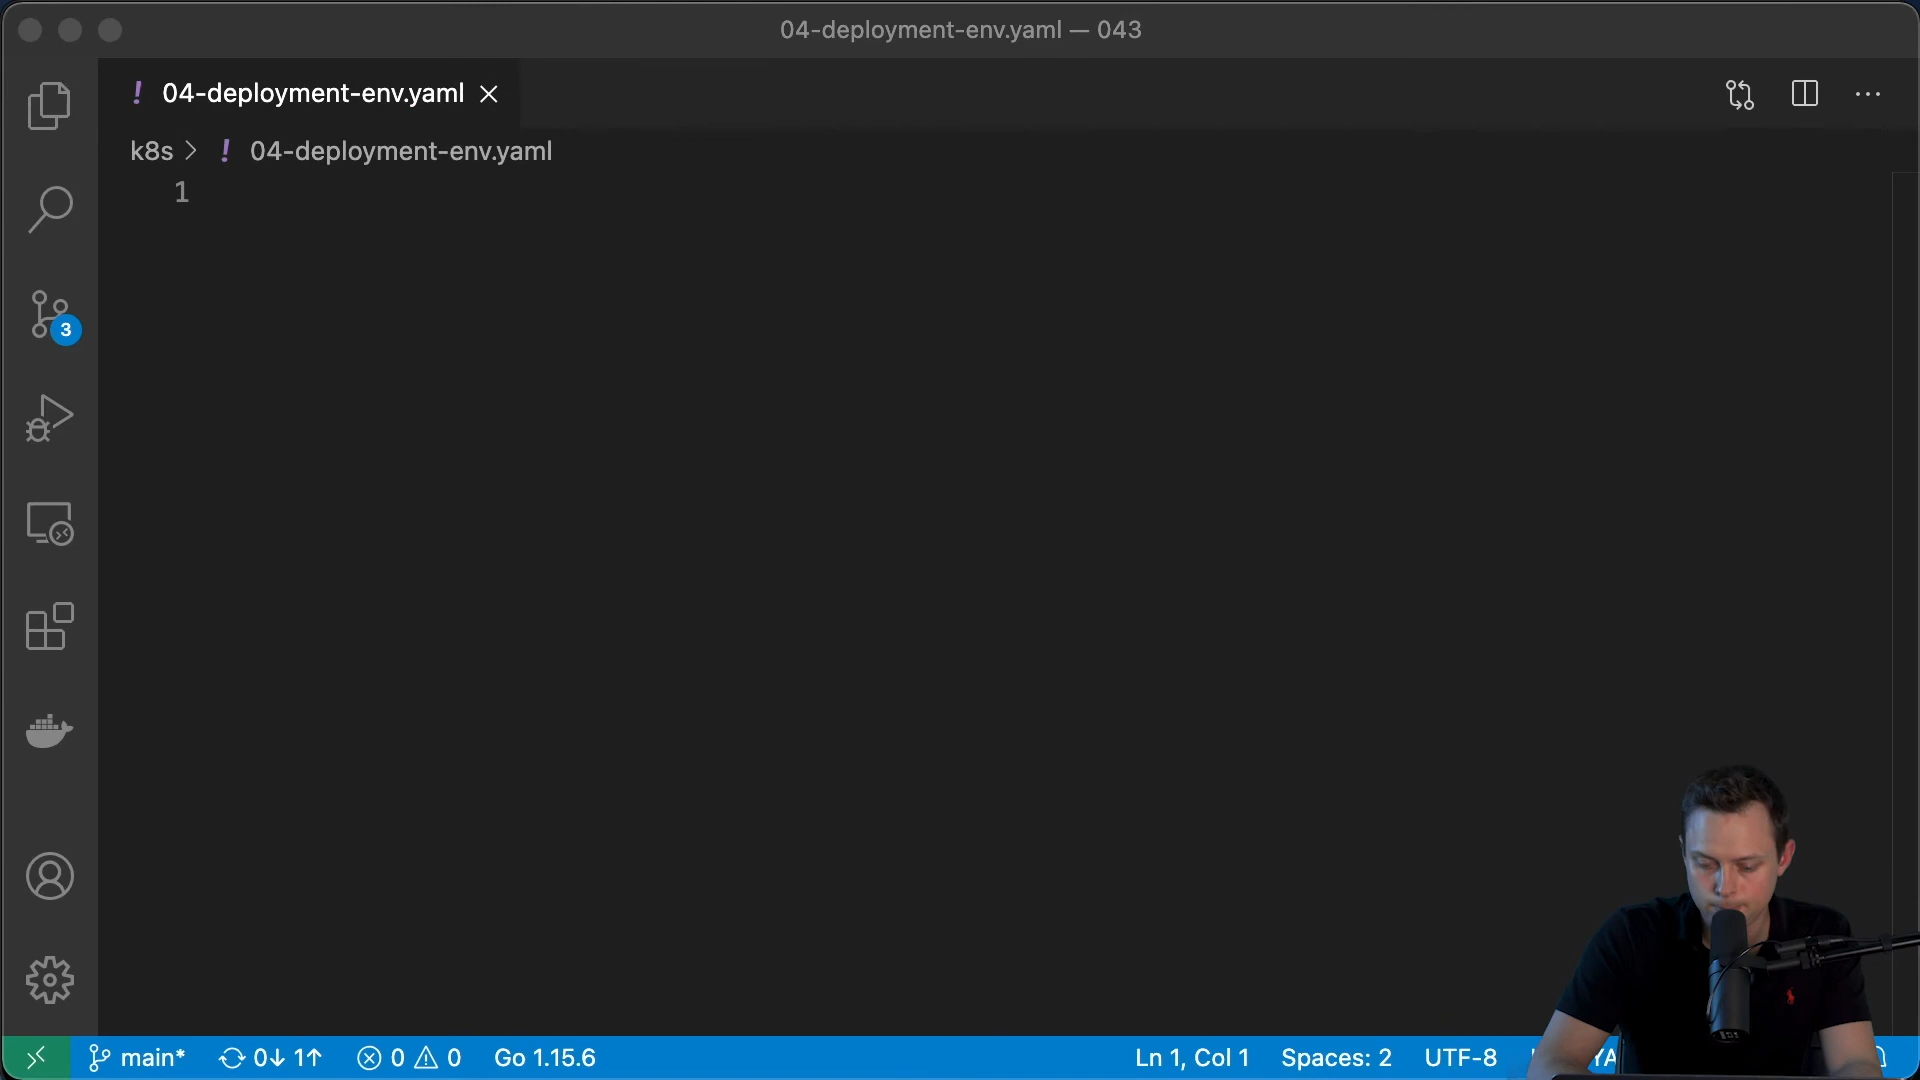 04-deployment-env.yaml — 043
! 04-deployment-env.yaml
k8s > ! 04-deployment-env.yaml
1
3
main* 0↓ 1↑ 0 0 Go 1.15.6 Ln 1, Col 1 Spaces: 2 UTF-8